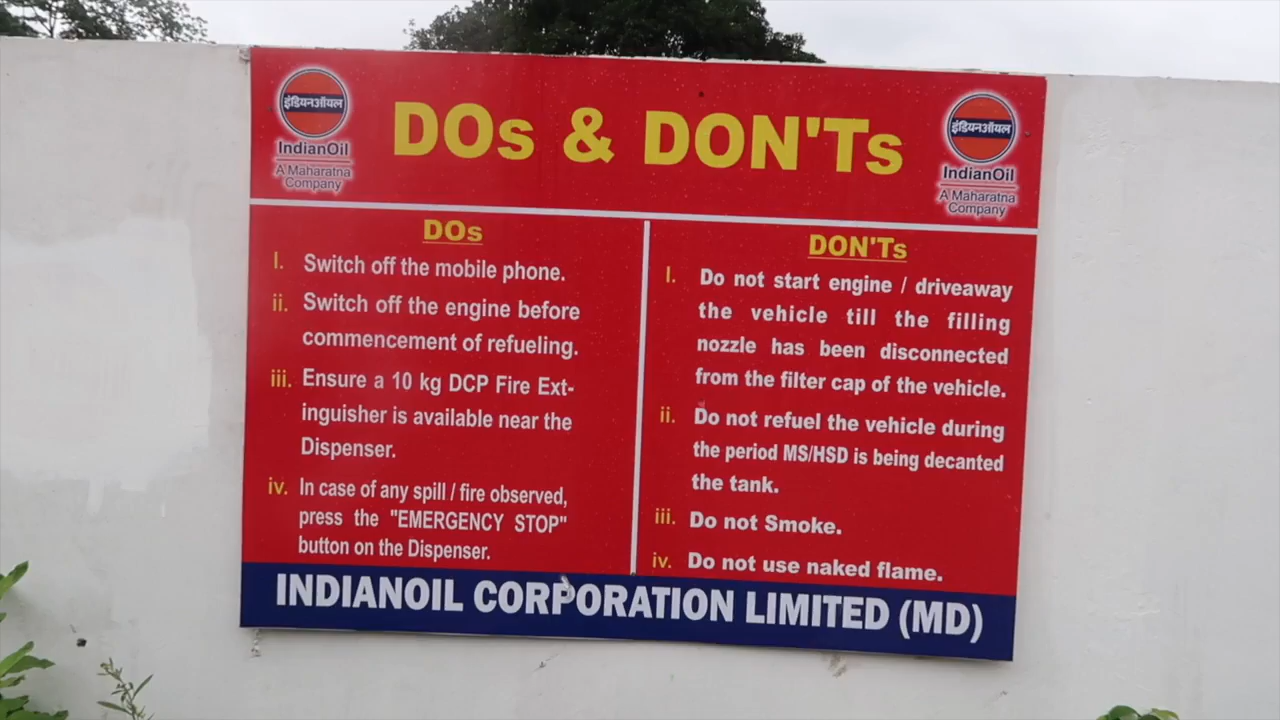 इंडियनऑयल
IndianOil
A Maharatna
Company
DOs & DON'Ts
इंडियनऑयल
IndianOil
A Maharatna
Company
DOs
I. Switch off the mobile phone.
ii. Switch off the engine before
commencement of refueling.
iii. Ensure a 10 kg DCP Fire Ext-
inguisher is available near the
Dispenser.
iv. In case of any spill / fire observed,
press the "EMERGENCY STOP"
button on the Dispenser.
DON'Ts
I. Do not start engine / driveaway
the vehicle till the filling
nozzle has been disconnected
from the filter cap of the vehicle.
ii. Do not refuel the vehicle during
the period MS/HSD is being decanted
the tank.
iii. Do not Smoke.
iv. Do not use naked flame.
INDIANOIL CORPORATION LIMITED (MD)